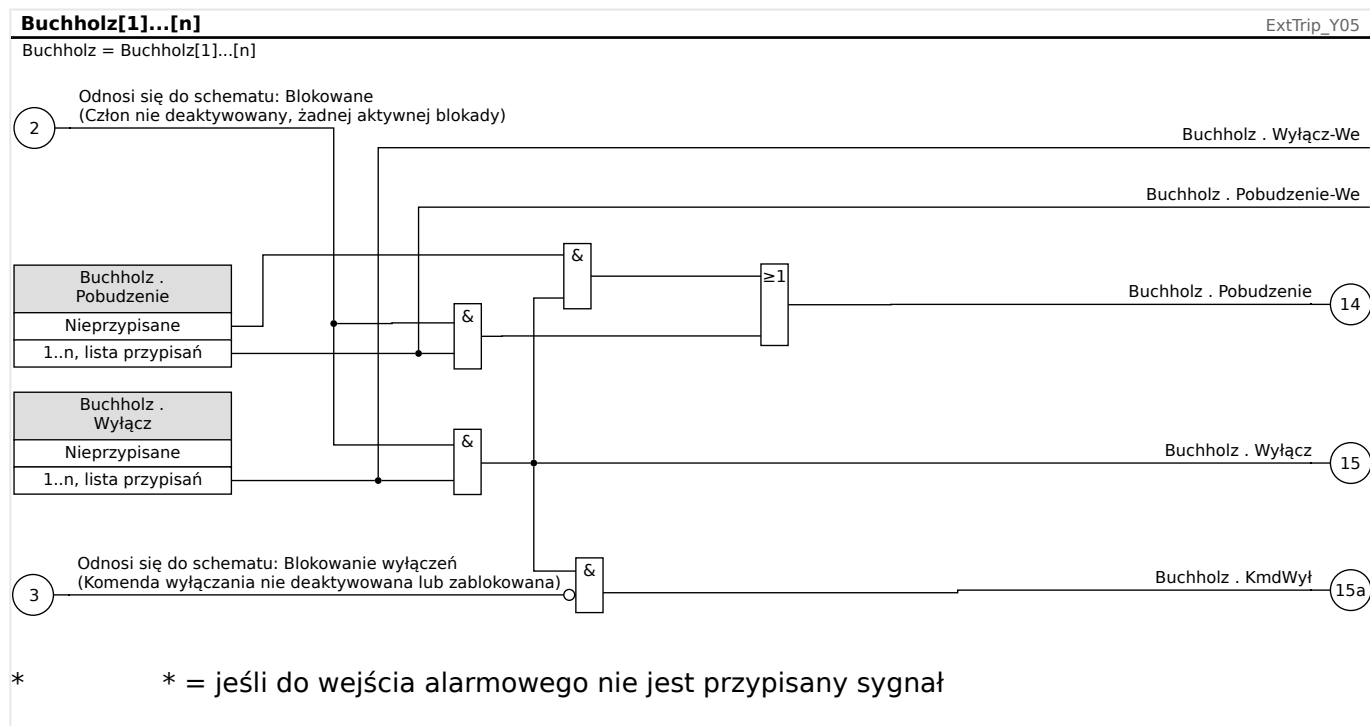 Buchholz[1]...[n]
ExtTrip_Y05
Buchholz = Buchholz[1]...[n]
Odnosi się do schematu: Blokowane
(Człon nie deaktywowany, żadnej aktywnej blokady)
2
Buchholz . Wyłącz-We
Buchholz . Pobudzenie-We
&
Buchholz .
Pobudzenie
≥1
Buchholz . Pobudzenie
14
&
Nieprzypisane
1..n, lista przypisań
Buchholz .
Wyłącz
&
Nieprzypisane
1..n, lista przypisań
Buchholz . Wyłącz
15
Odnosi się do schematu: Blokowanie wyłączeń
(Komenda wyłączania nie deaktywowana lub zablokowana)
3
&
Buchholz . KmdWył
15a
* * = jeśli do wejścia alarmowego nie jest przypisany sygnał